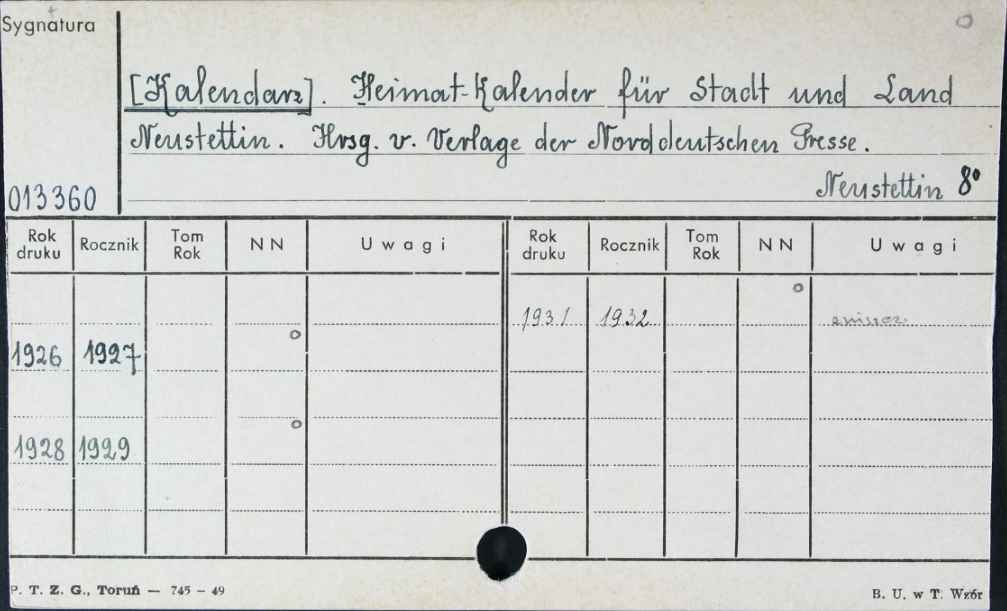 Sygnatura
[Kalendarz]. Heimat-Kalender für Stadt und Land
Neustettin. Hrsg. v. Verlage der Norddeutschen Presse.
013360
Neustettin 8°
Rok druku Rocznik Tom Rok NN Uwagi Rok druku Rocznik Tom Rok NN Uwagi
1931 1932
1926 1927
1928 1929
P. T. Z. G., Toruń — 745 – 49
B. U. w T. Wzór